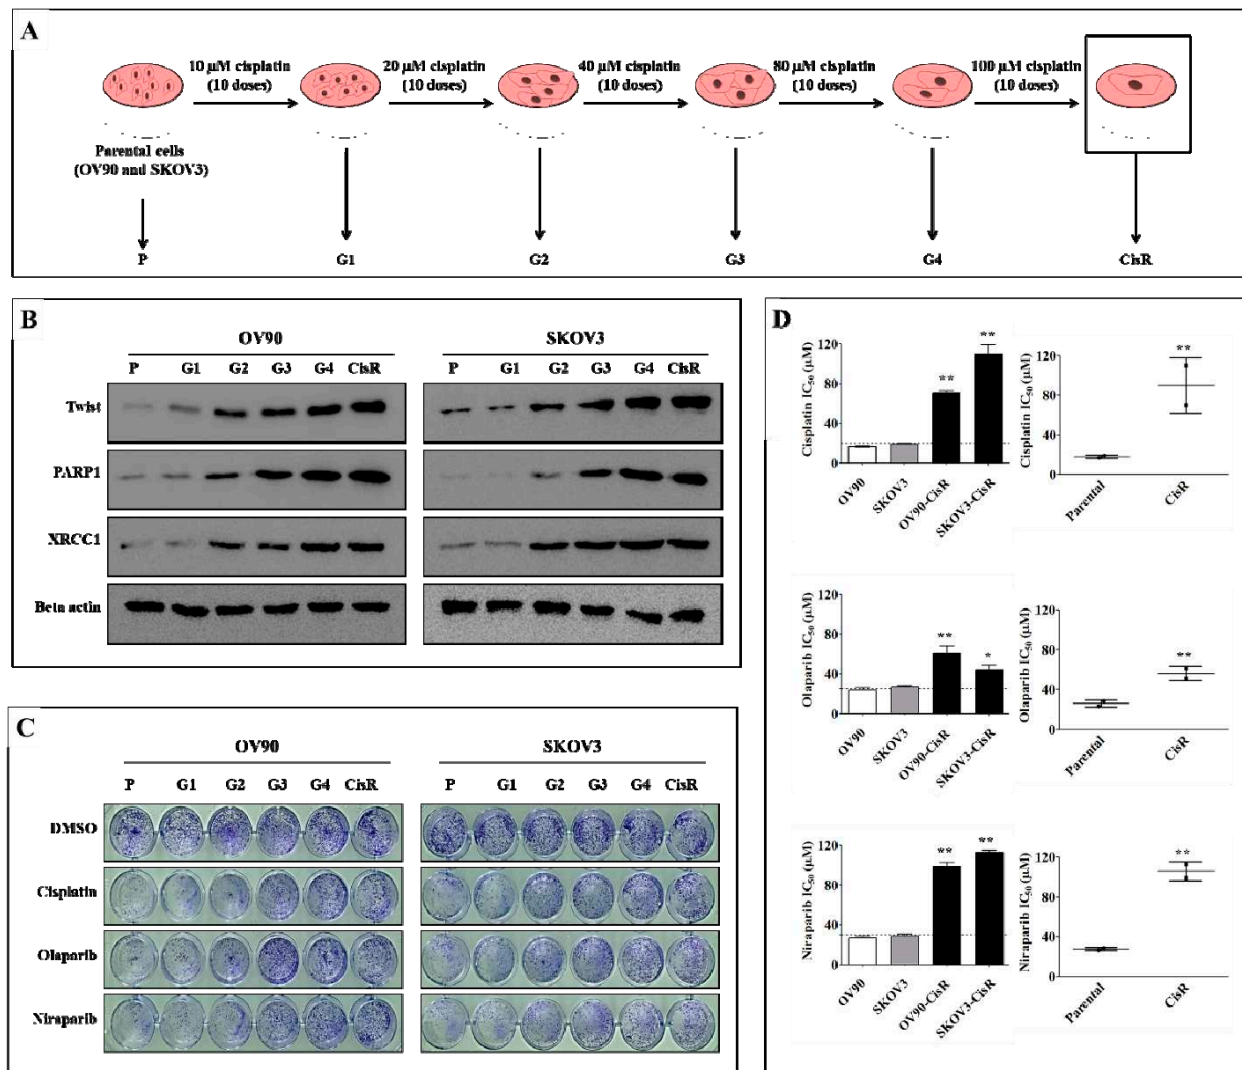 A
10 µM cisplatin
(10 doses)
20 µM cisplatin
(10 doses)
40 µM cisplatin
(10 doses)
80 µM cisplatin
(10 doses)
100 µM cisplatin
(10 doses)
Parental cells
(OV90 and SKOV3)
P G1 G2 G3 G4 CisR
B
OV90 SKOV3
P G1 G2 G3 G4 CisR P G1 G2 G3 G4 CisR
Twist
PARP1
XRCC1
Beta actin
C
OV90 SKOV3
P G1 G2 G3 G4 CisR P G1 G2 G3 G4 CisR
DMSO
Cisplatin
Olaparib
Niraparib
D
Cisplatin IC50 (µM)
120
80
40
0
** **
OV90 SKOV3 OV90-CisR SKOV3-CisR
Cisplatin IC50 (µM)
120
80
40
0
**
Parental CisR
Olaparib IC50 (µM)
120
80
40
0
** *
OV90 SKOV3 OV90-CisR SKOV3-CisR
Olaparib IC50 (µM)
120
80
40
0
**
Parental CisR
Niraparib IC50 (µM)
120
80
40
0
** **
OV90 SKOV3 OV90-CisR SKOV3-CisR
Niraparib IC50 (µM)
120
80
40
0
**
Parental CisR